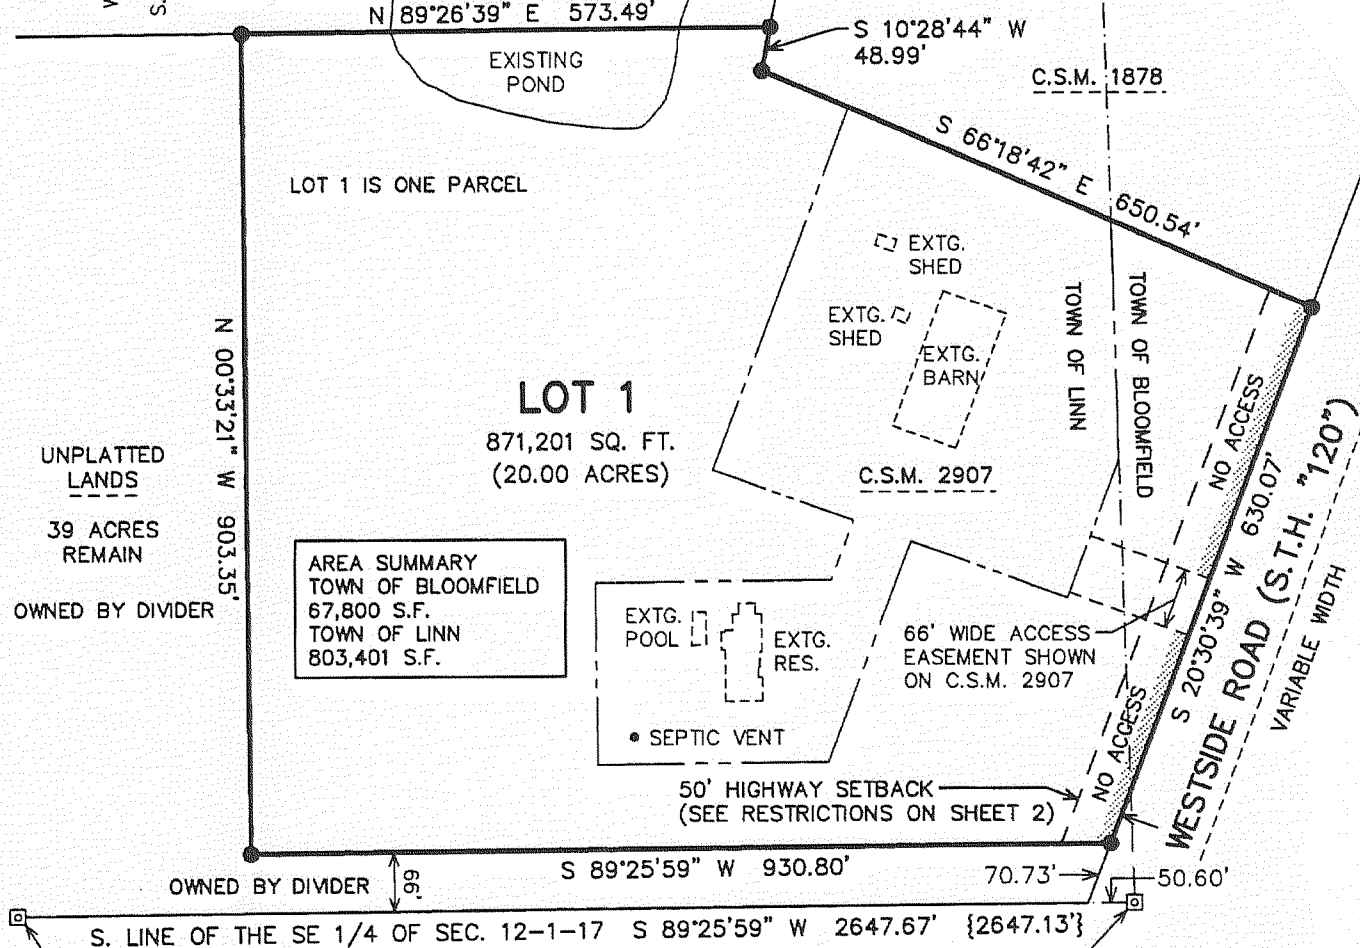 N 89°26'39" E 573.49'
S 10°28'44" W
48.99'
EXISTING
POND
C.S.M. 1878
S 66°18'42" E 650.54'
LOT 1 IS ONE PARCEL
EXTG.
SHED
EXTG.
SHED
EXTG.
BARN
TOWN OF LINN
TOWN OF BLOOMFIELD
N 00°33'21" W 903.35'
LOT 1
871,201 SQ. FT.
(20.00 ACRES)
C.S.M. 2907
NO ACCESS
UNPLATTED
LANDS
39 ACRES
REMAIN
OWNED BY DIVIDER
AREA SUMMARY
TOWN OF BLOOMFIELD
67,800 S.F.
TOWN OF LINN
803,401 S.F.
EXTG.
POOL
EXTG.
RES.
SEPTIC VENT
66' WIDE ACCESS
EASEMENT SHOWN
ON C.S.M. 2907
S 20°30'39" W 630.07'
WESTSIDE ROAD (S.T.H. "120")
VARIABLE WIDTH
NO ACCESS
50' HIGHWAY SETBACK
(SEE RESTRICTIONS ON SHEET 2)
S 89°25'59" W 930.80'
OWNED BY DIVIDER
66'
70.73'
50.60'
S. LINE OF THE SE 1/4 OF SEC. 12-1-17 S 89°25'59" W 2647.67' {2647.13'}